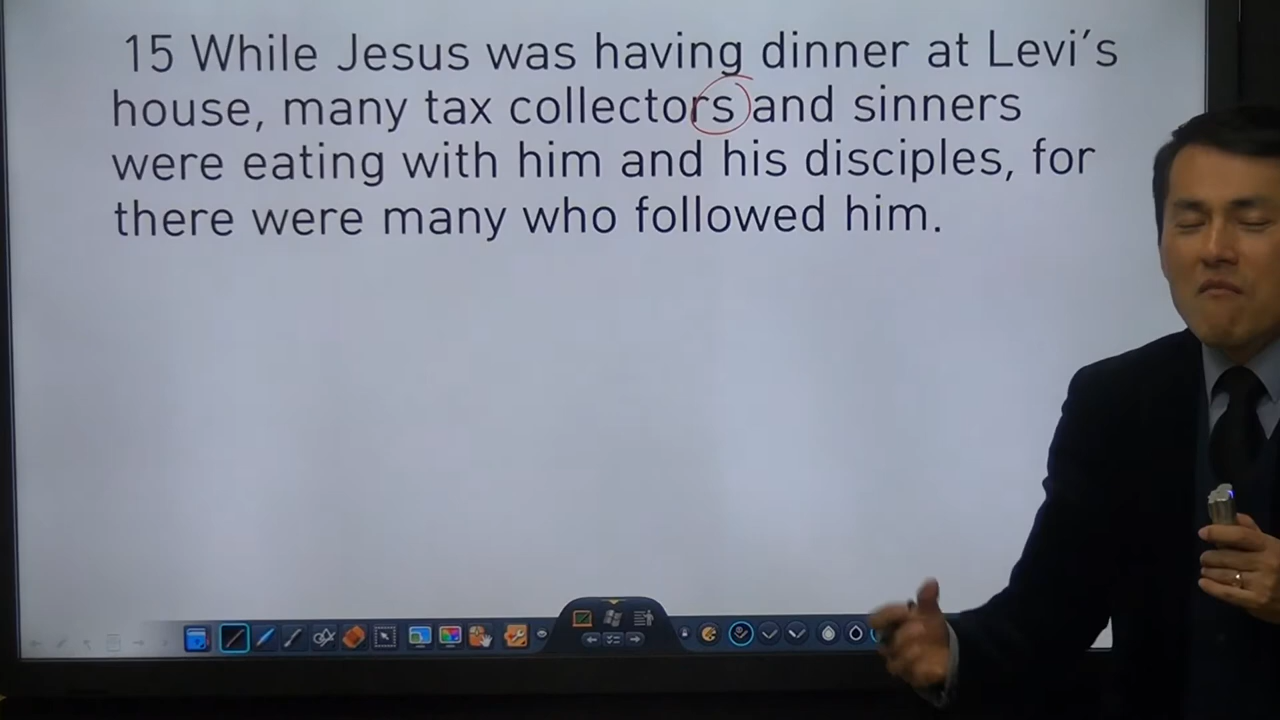 15 While Jesus was having dinner at Levi's
house, many tax collectors and sinners
were eating with him and his disciples, for
there were many who followed him.